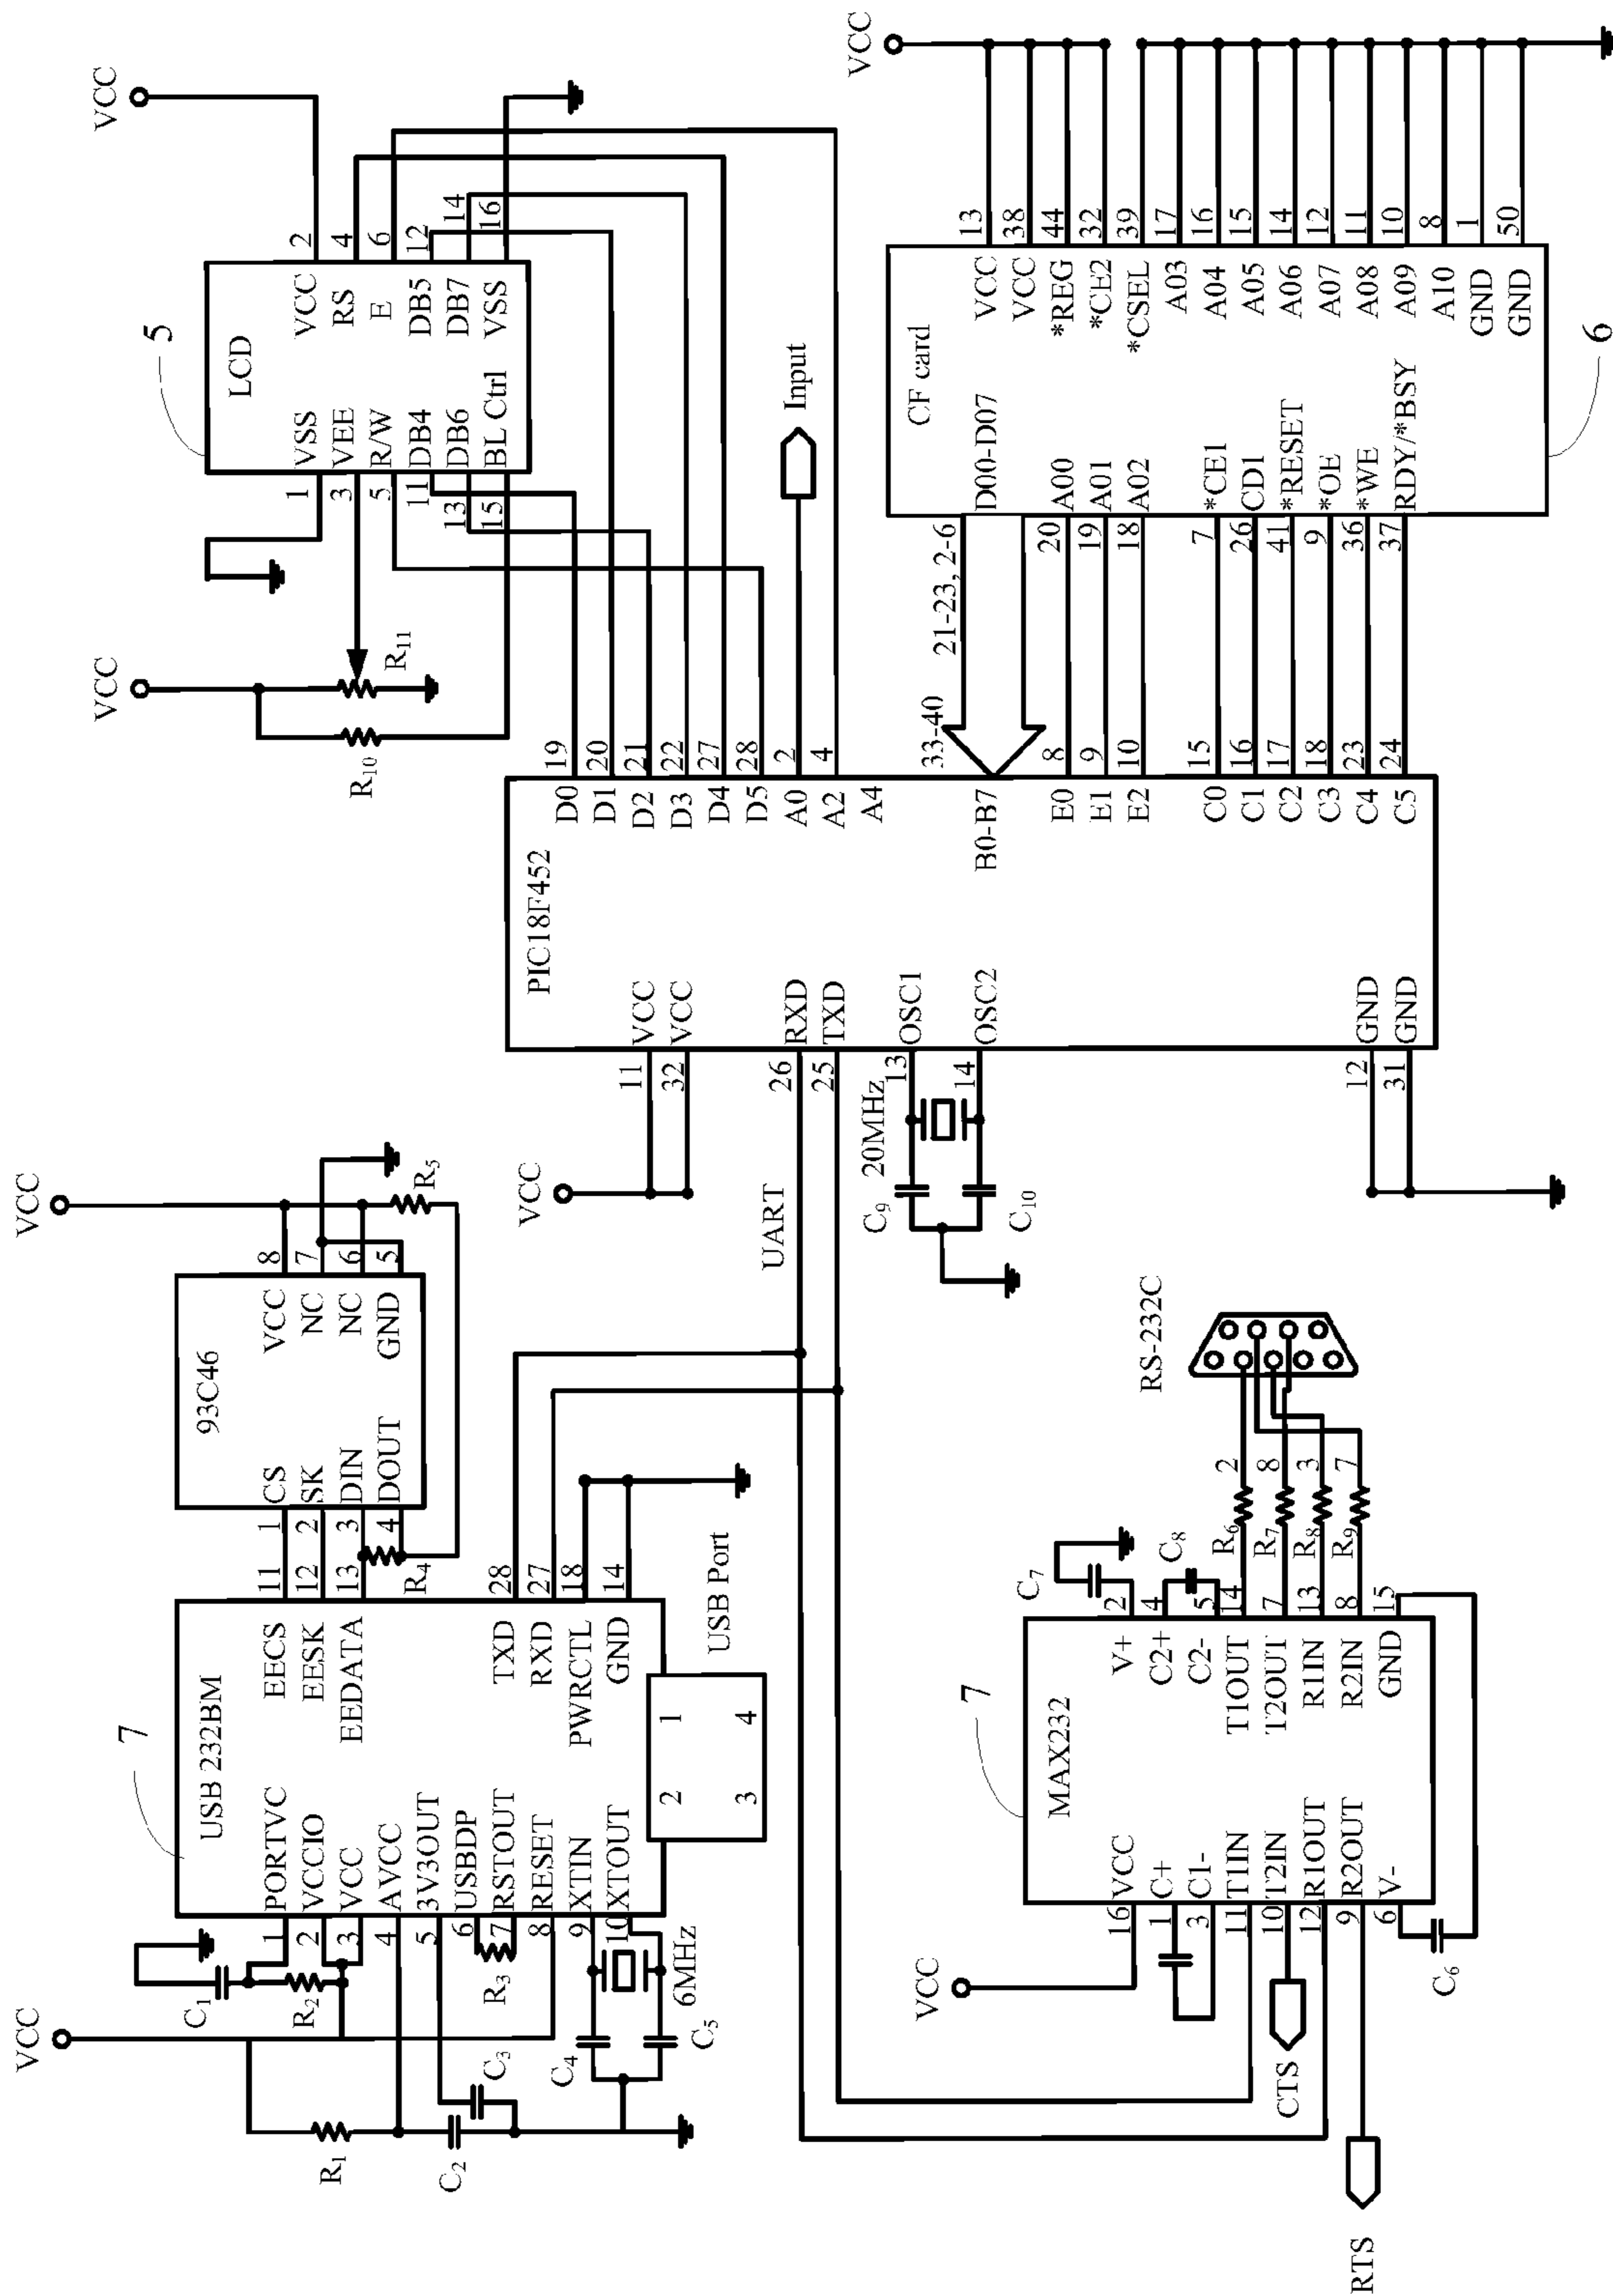 VCC
R₁
C₂
C₁
R₂
C₃
R₃
C₄
C₅
6MHz
7
USB 232BM
1 PORTVC
2 VCCIO
3 VCC
4 AVCC
5 3V3OUT
6 USBDP
7 RSTOUT
8 RESET
9 XTIN
10 XTOUT
EECS 11
EESK 12
EEDATA 13
TXD 28
RXD 27
PWRCTL 18
GND 14
2 1
3 4
USB Port
R₄
93C46
1 CS
2 SK
3 DIN
4 DOUT
VCC 8
NC 7
NC 6
GND 5
VCC
R₅
UART
RTS
CTS
VCC
C₆
7
MAX232
16 VCC
1 C+
3 C1-
11 T1IN
10 T2IN
12 R1OUT
9 R2OUT
6 V-
V+ 2
C2+ 4
C2- 5
T1OUT 14
T2OUT 7
R1IN 13
R2IN 8
GND 15
C₇
C₈
R₆ 2
R₇ 8
R₈ 3
R₉ 7
RS-232C
VCC
C₉ 20MHz
C₁₀
PIC18F452
11 VCC
32 VCC
26 RXD
25 TXD
13 OSC1
14 OSC2
12 GND
31 GND
D0 19
D1 20
D2 21
D3 22
D4 27
D5 28
A0 2
A2 4
A4
B0-B7 33-40
E0 8
E1 9
E2 10
C0 15
C1 16
C2 17
C3 18
C4 23
C5 24
VCC
R₁₀
R₁₁
5
LCD
1 VSS
3 VEE
5 R/W
11 DB4
13 DB6
15 BL Ctrl
VCC 2
RS 4
E 6
DB5 12
DB7 14
VSS 16
VCC
Input
CF card
21-23, 2-6 D00-D07
20 A00
19 A01
18 A02
7 *CE1
26 CD1
41 *RESET
9 *OE
36 *WE
37 RDY/*BSY
VCC 13
VCC 38
*REG 44
*CE2 32
*CSEL 39
A03 17
A04 16
A05 15
A06 14
A07 12
A08 11
A09 10
A10 8
GND 1
GND 50
VCC
6